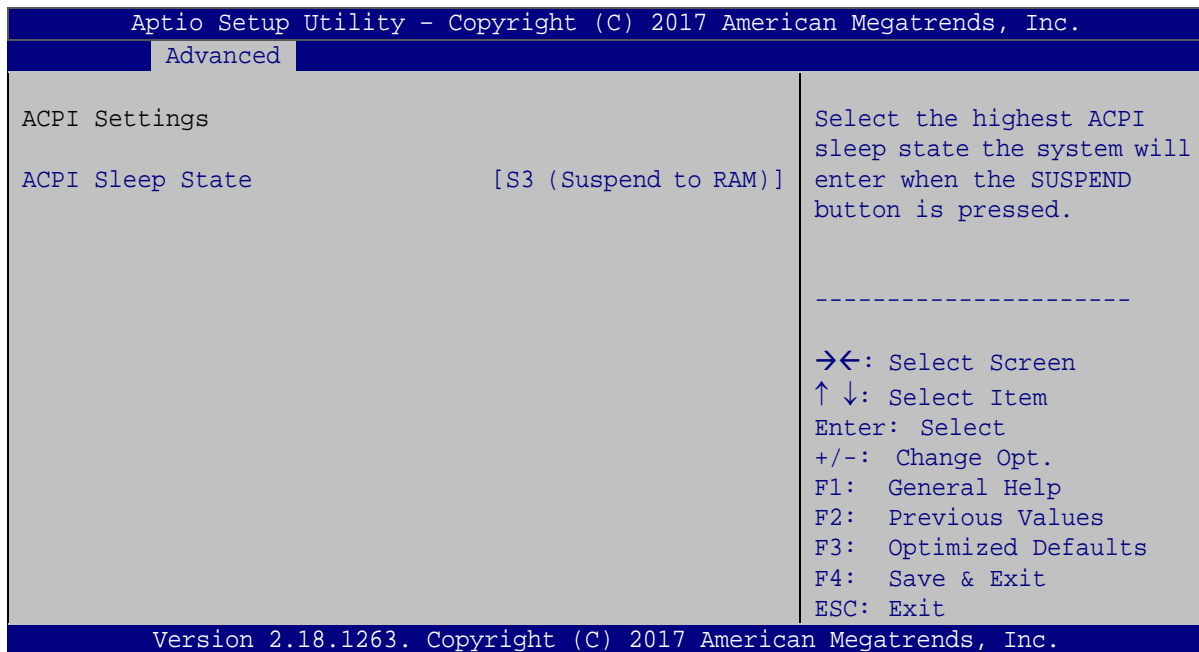 Aptio Setup Utility – Copyright (C) 2017 American Megatrends, Inc.
Advanced
ACPI Settings
ACPI Sleep State [S3 (Suspend to RAM)]
Select the highest ACPI
sleep state the system will
enter when the SUSPEND
button is pressed.
----------------------
→←: Select Screen
↑ ↓: Select Item
Enter: Select
+/-: Change Opt.
F1: General Help
F2: Previous Values
F3: Optimized Defaults
F4: Save & Exit
ESC: Exit
Version 2.18.1263. Copyright (C) 2017 American Megatrends, Inc.